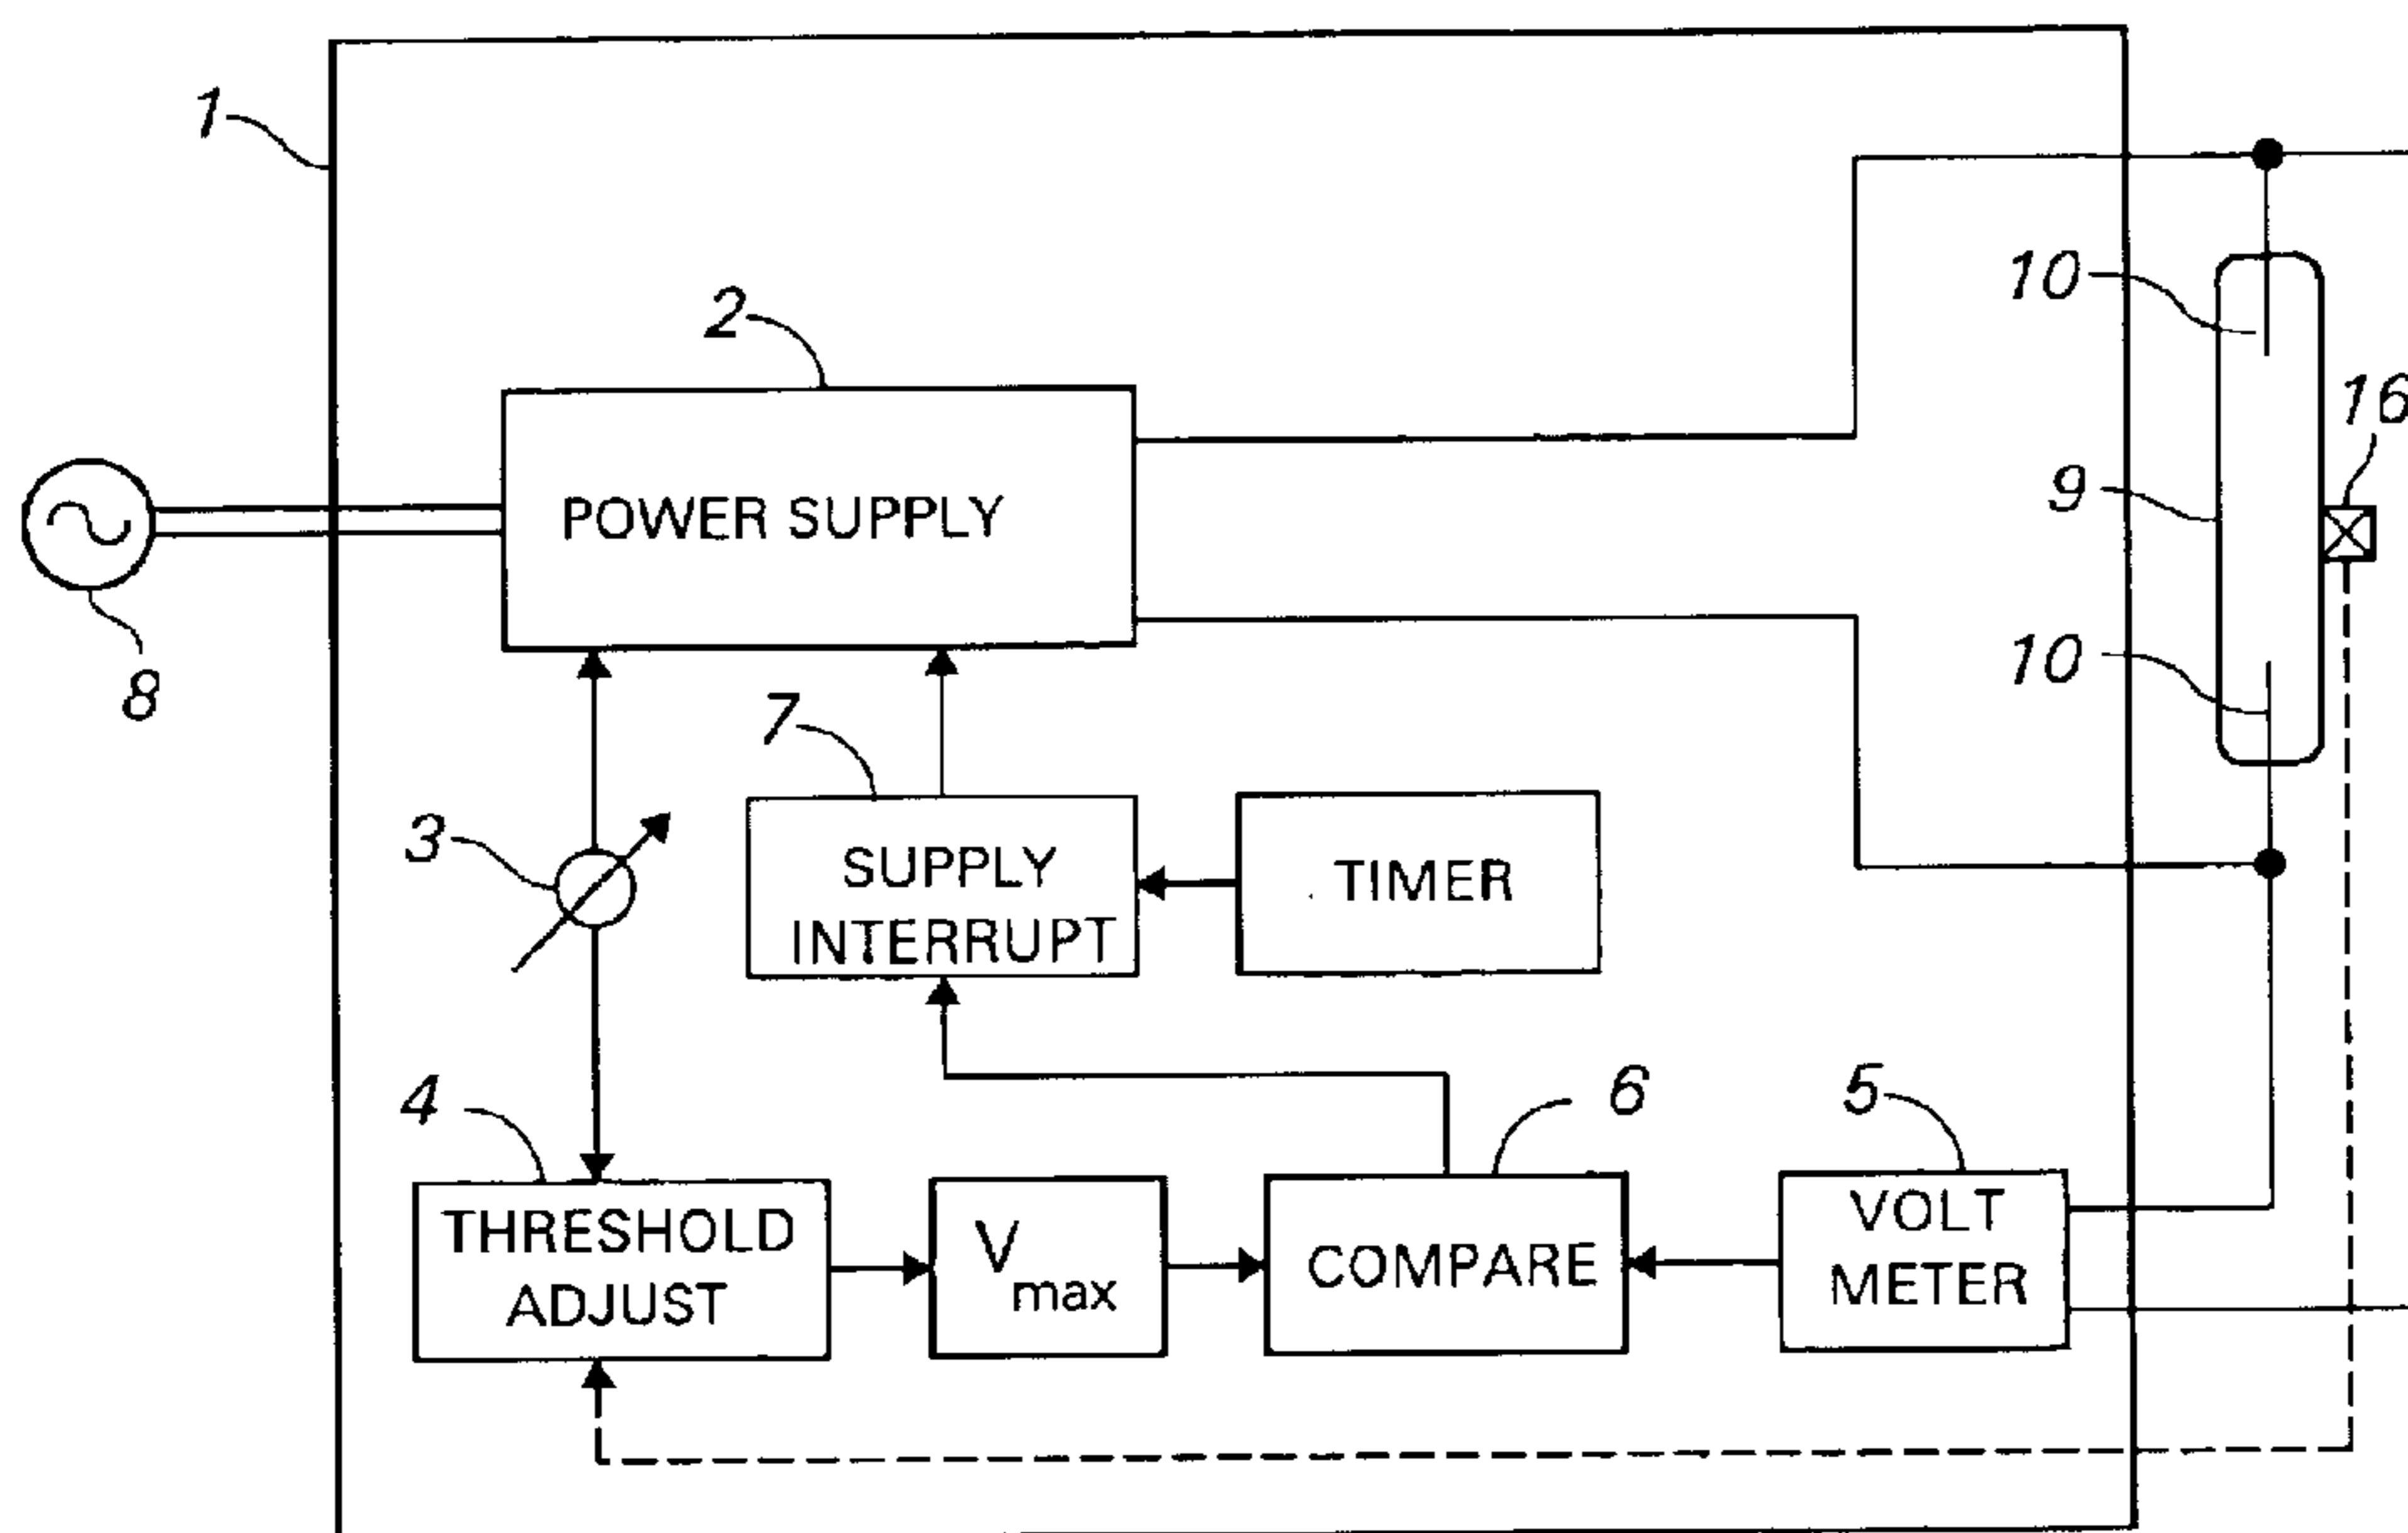 1
10
2
16
POWER SUPPLY
9
8
7
10
3
SUPPLY
INTERRUPT
TIMER
4
6
5
THRESHOLD
ADJUST
Vmax
COMPARE
VOLT
METER